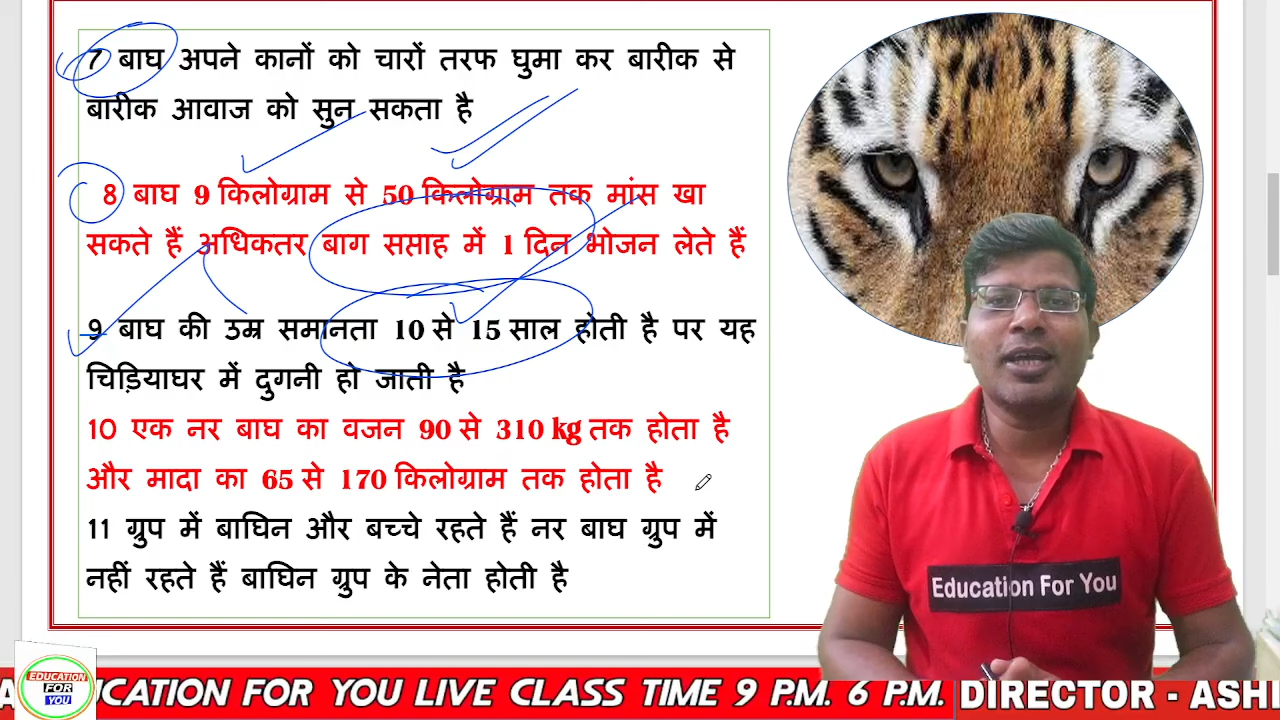 7 बाघ अपने कानों को चारों तरफ घुमा कर बारीक से
बारीक आवाज को सुन सकता है
8 बाघ 9 किलोग्राम से 50 किलोग्राम तक मांस खा
सकते हैं अधिकतर बाग सप्ताह में 1 दिन भोजन लेते हैं
9 बाघ की उम्र समानता 10 से 15 साल होती है पर यह
चिड़ियाघर में दुगनी हो जाती है
10 एक नर बाघ का वजन 90 से 310 kg तक होता है
और मादा का 65 से 170 किलोग्राम तक होता है
11 ग्रुप में बाघिन और बच्चे रहते हैं नर बाघ ग्रुप में
नहीं रहते हैं बाघिन ग्रुप के नेता होती है
Education For You
EDUCATION
FOR
YOU
UCATION FOR YOU LIVE CLASS TIME 9 P.M. 6 P.M. DIRECTOR - ASHI